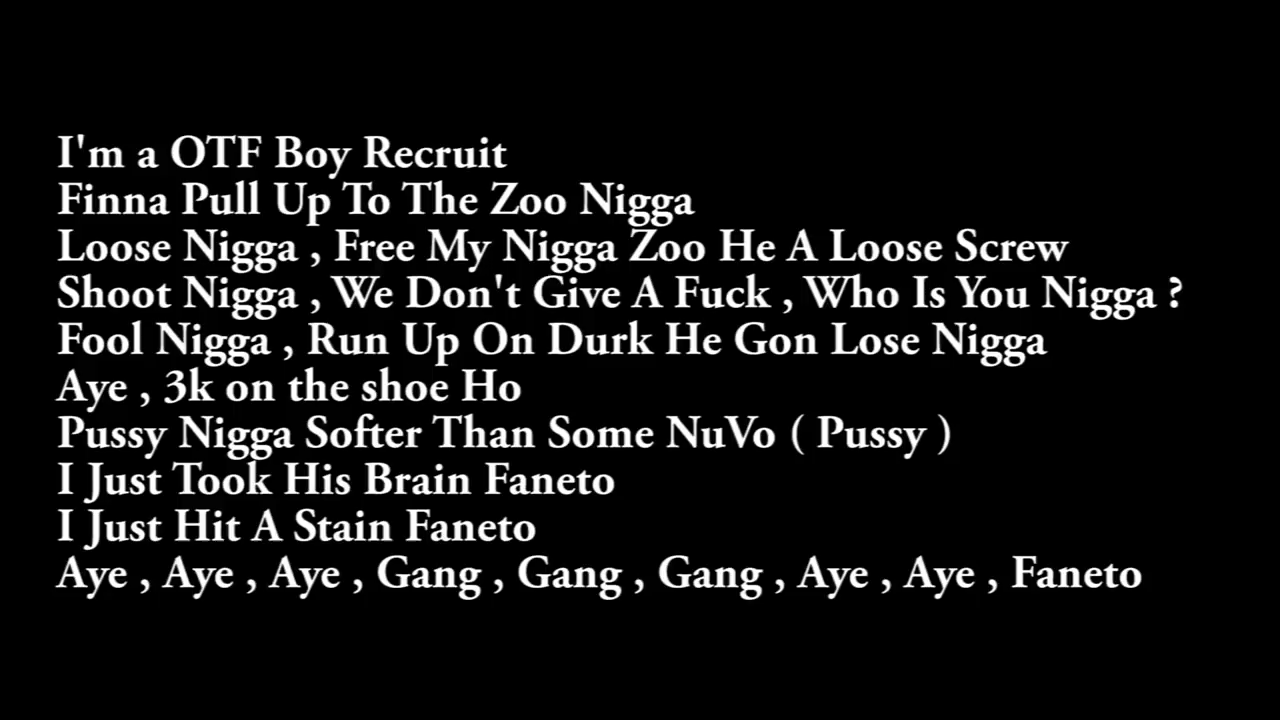 I'm a OTF Boy Recruit
Finna Pull Up To The Zoo Nigga
Loose Nigga , Free My Nigga Zoo He A Loose Screw
Shoot Nigga , We Don't Give A Fuck , Who Is You Nigga ?
Fool Nigga , Run Up On Durk He Gon Lose Nigga
Aye , 3k on the shoe Ho
Pussy Nigga Softer Than Some NuVo ( Pussy )
I Just Took His Brain Faneto
I Just Hit A Stain Faneto
Aye , Aye , Aye , Gang , Gang , Gang , Aye , Aye , Faneto